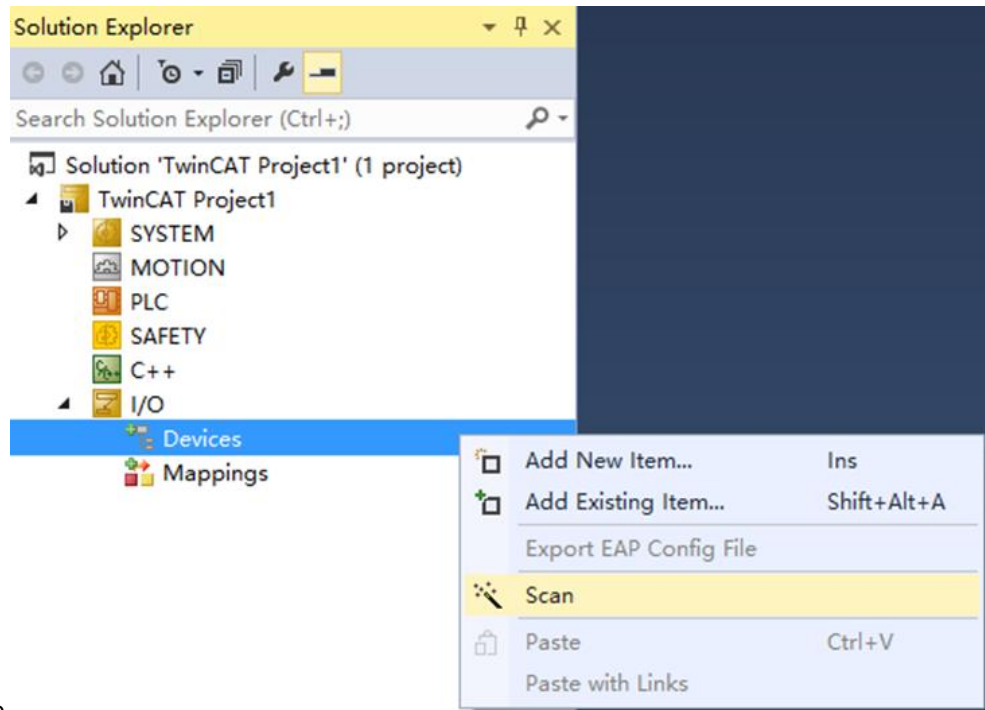 Solution Explorer
Search Solution Explorer (Ctrl+;)
Solution 'TwinCAT Project1' (1 project)
TwinCAT Project1
SYSTEM
MOTION
PLC
SAFETY
C++
I/O
Devices
Mappings
Add New Item... Ins
Add Existing Item... Shift+Alt+A
Export EAP Config File
Scan
Paste Ctrl+V
Paste with Links